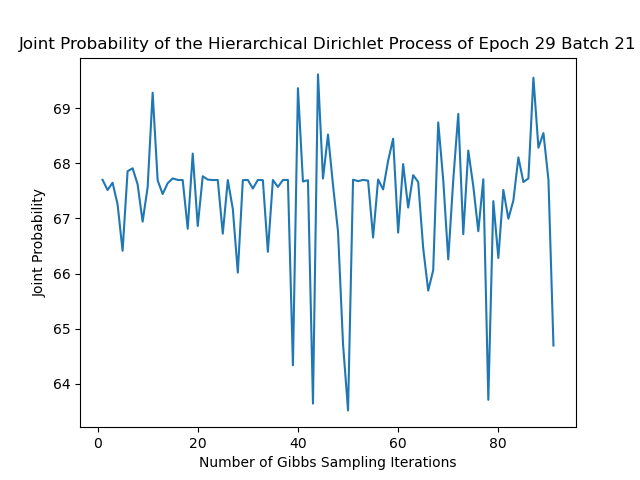 Joint Probability of the Hierarchical Dirichlet Process of Epoch 29 Batch 21
69
68
67
66
65
64
Joint Probability
0 20 40 60 80
Number of Gibbs Sampling Iterations